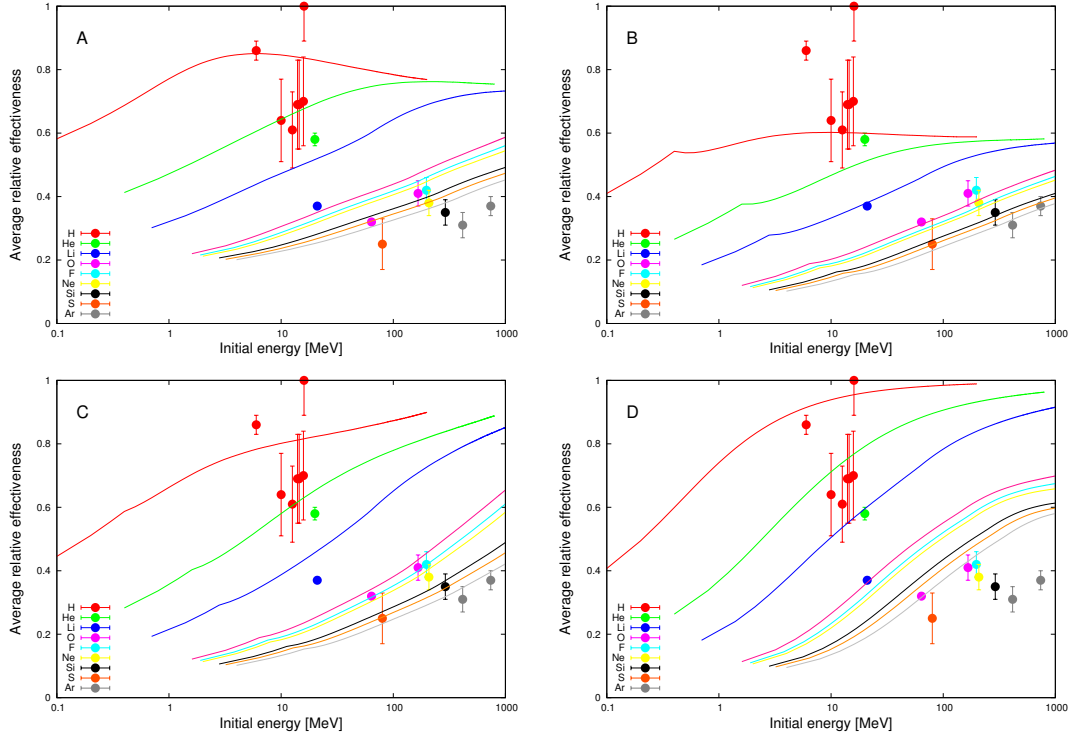 A
Average relative effectiveness
1
0.8
0.6
0.4
0.2
0
H
He
Li
O
F
Ne
Si
S
Ar
0.1 1 10 100 1000
Initial energy [MeV]
B
Average relative effectiveness
1
0.8
0.6
0.4
0.2
0
H
He
Li
O
F
Ne
Si
S
Ar
0.1 1 10 100 1000
Initial energy [MeV]
C
Average relative effectiveness
1
0.8
0.6
0.4
0.2
0
H
He
Li
O
F
Ne
Si
S
Ar
0.1 1 10 100 1000
Initial energy [MeV]
D
Average relative effectiveness
1
0.8
0.6
0.4
0.2
0
H
He
Li
O
F
Ne
Si
S
Ar
0.1 1 10 100 1000
Initial energy [MeV]